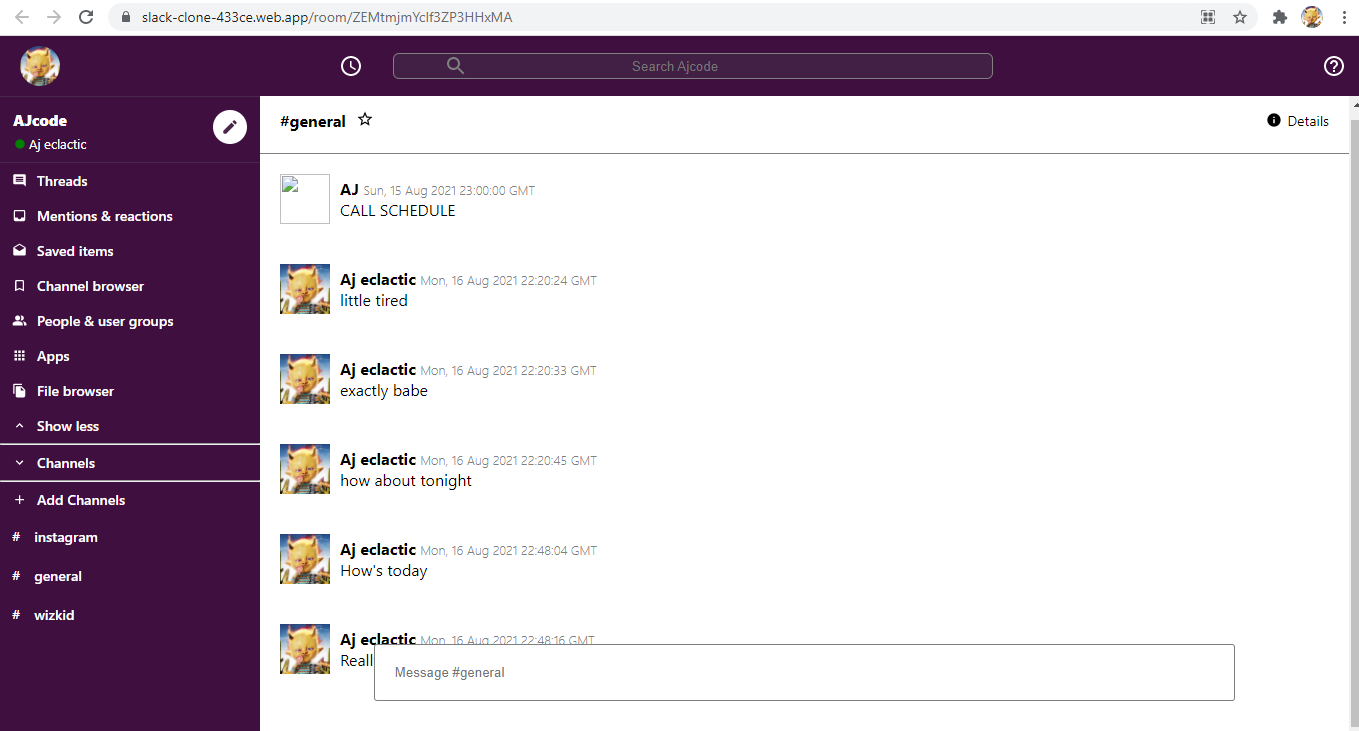 slack-clone-433ce.web.app/room/ZEMtmjmYcIf3ZP3HHxMA
Search Ajcode
AJcode
Aj eclactic
Threads
Mentions & reactions
Saved items
Channel browser
People & user groups
Apps
File browser
Show less
Channels
+ Add Channels
# instagram
# general
# wizkid
#general
Details
AJ Sun, 15 Aug 2021 23:00:00 GMT
CALL SCHEDULE
Aj eclactic Mon, 16 Aug 2021 22:20:24 GMT
little tired
Aj eclactic Mon, 16 Aug 2021 22:20:33 GMT
exactly babe
Aj eclactic Mon, 16 Aug 2021 22:20:45 GMT
how about tonight
Aj eclactic Mon, 16 Aug 2021 22:48:04 GMT
How's today
Aj eclactic Mon, 16 Aug 2021 22:48:16 GMT
Reall
Message #general